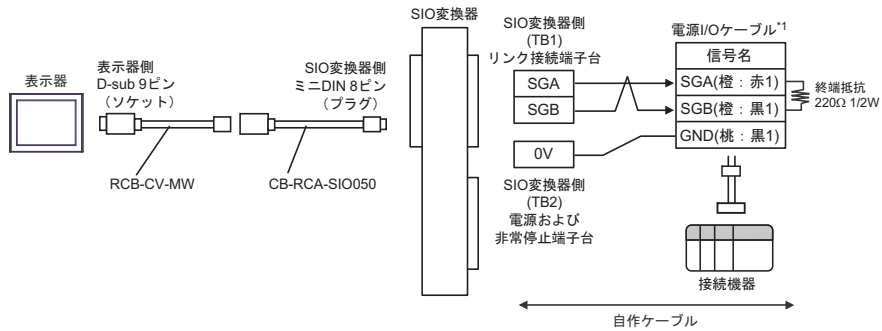 表示器
表示器側
D-sub 9ピン
（ソケット）
RCB-CV-MW
SIO変換器側
ミニDIN 8ピン
（プラグ）
CB-RCA-SIO050
SIO変換器
SIO変換器側
(TB1)
リンク接続端子台
SGA
SGB
0V
SIO変換器側
(TB2)
電源および
非常停止端子台
電源I/Oケーブル*1
信号名
SGA(橙：赤1)
SGB(橙：黒1)
GND(桃：黒1)
終端抵抗
220Ω 1/2W
接続機器
自作ケーブル